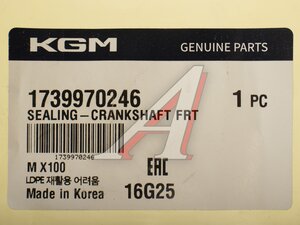 KGM GENUINE PARTS
1739970246 1 PC
SEALING-CRANKSHAFT FRT
1739970246
M X100 EAC
LDPE 재활용 어려움
Made in Korea 16G25